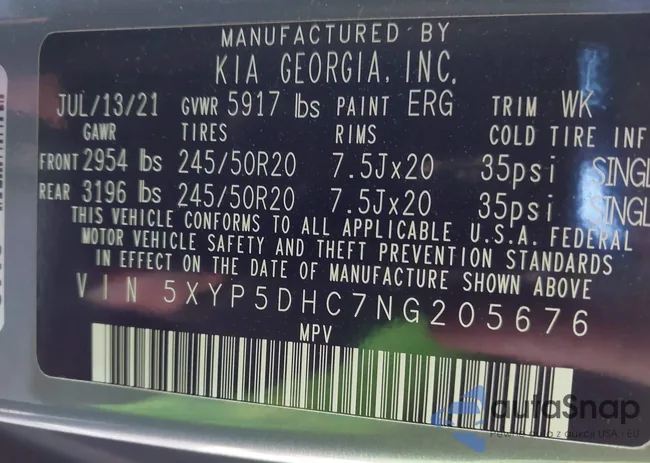 MANUFACTURED BY
KIA GEORGIA, INC.
JUL/13/21 GVWR 5917 lbs PAINT ERG TRIM WK
GAWR TIRES RIMS COLD TIRE INF
FRONT 2954 lbs 245/50R20 7.5Jx20 35psi SINGL
REAR 3196 lbs 245/50R20 7.5Jx20 35psi SINGL
THIS VEHICLE CONFORMS TO ALL APPLICABLE U.S.A. FEDERAL
MOTOR VEHICLE SAFETY AND THEFT PREVENTION STANDARDS
IN EFFECT ON THE DATE OF MANUFACTURE SHOWN ABOVE
VIN 5XYP5DHC7NG205676
MPV
autoSnap